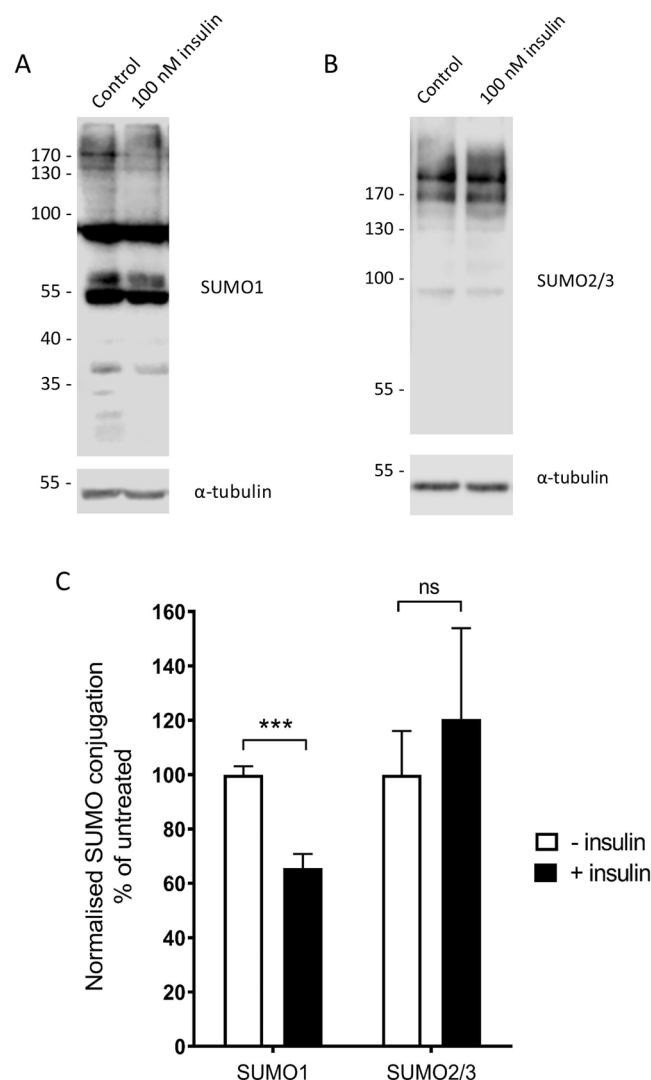 A
Control
100 nM insulin
170 -
130 -
100 -
55 -
40 -
35 -
SUMO1
55 -
α-tubulin
B
Control
100 nM insulin
170 -
130 -
100 -
55 -
SUMO2/3
55 -
α-tubulin
C
Normalised SUMO conjugation
% of untreated
160
140
120
100
80
60
40
20
0
***
ns
SUMO1
SUMO2/3
- insulin
+ insulin